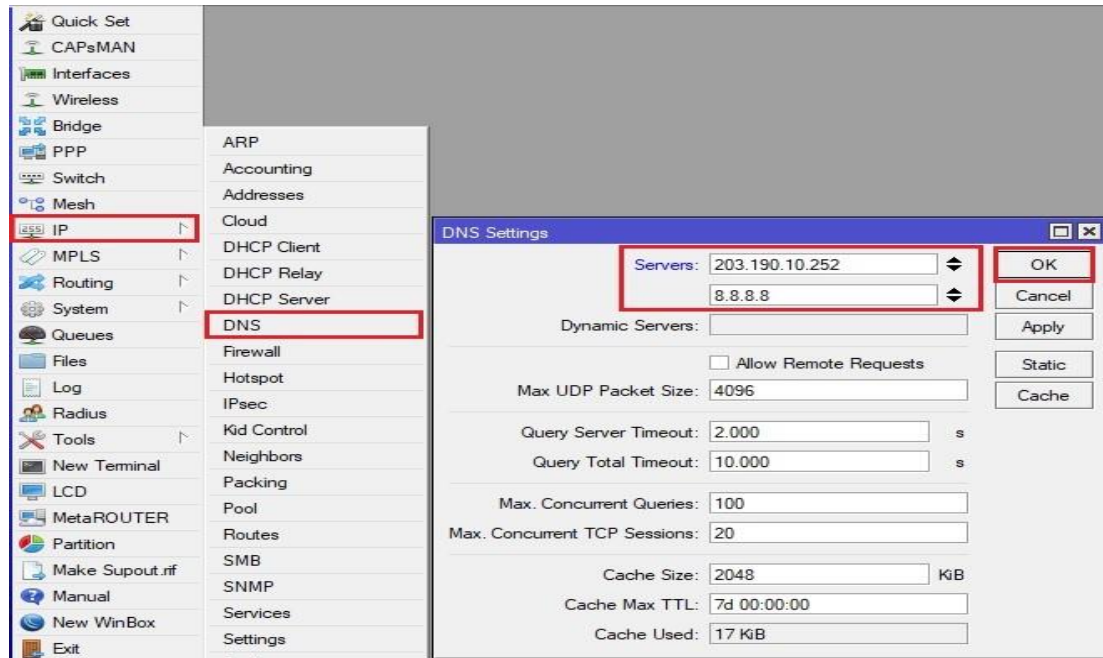 Quick Set
CAPsMAN
Interfaces
Wireless
Bridge
PPP
Switch
Mesh
255
IP
MPLS
Routing
System
Queues
Files
Log
Radius
Tools
New Terminal
LCD
MetaROUTER
Partition
Make Supout.rif
Manual
New WinBox
Exit
ARP
Accounting
Addresses
Cloud
DHCP Client
DHCP Relay
DHCP Server
DNS
Firewall
Hotspot
IPsec
Kid Control
Neighbors
Packing
Pool
Routes
SMB
SNMP
Services
Settings
DNS Settings
Servers: 203.190.10.252
8.8.8.8
Dynamic Servers:
Allow Remote Requests
Max UDP Packet Size: 4096
Query Server Timeout: 2.000 s
Query Total Timeout: 10.000 s
Max. Concurrent Queries: 100
Max. Concurrent TCP Sessions: 20
Cache Size: 2048 KiB
Cache Max TTL: 7d 00:00:00
Cache Used: 17 KiB
OK
Cancel
Apply
Static
Cache